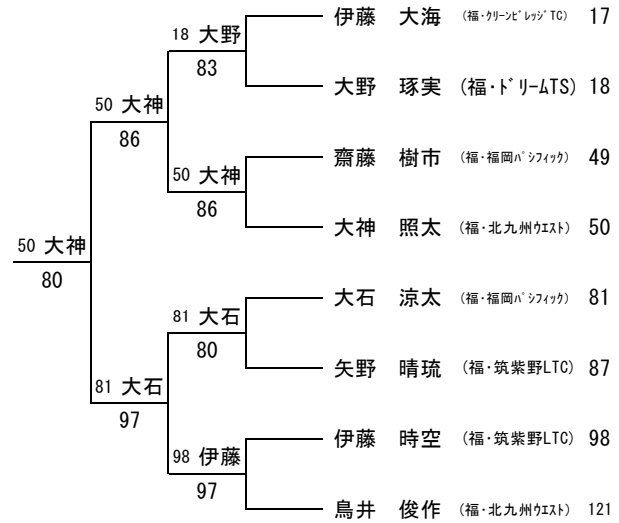 伊藤 大海 (福・グリーンビレッジTC) 17
18 大野
83
大野 琢実 (福・ドリームTS) 18
50 大神
86
齋藤 樹市 (福・福岡パシフィック) 49
50 大神
86
大神 照太 (福・北九州ウエスト) 50
50 大神
80
大石 涼太 (福・福岡パシフィック) 81
81 大石
80
矢野 晴琉 (福・筑紫野LTC) 87
81 大石
97
伊藤 時空 (福・筑紫野LTC) 98
98 伊藤
97
鳥井 俊作 (福・北九州ウエスト) 121